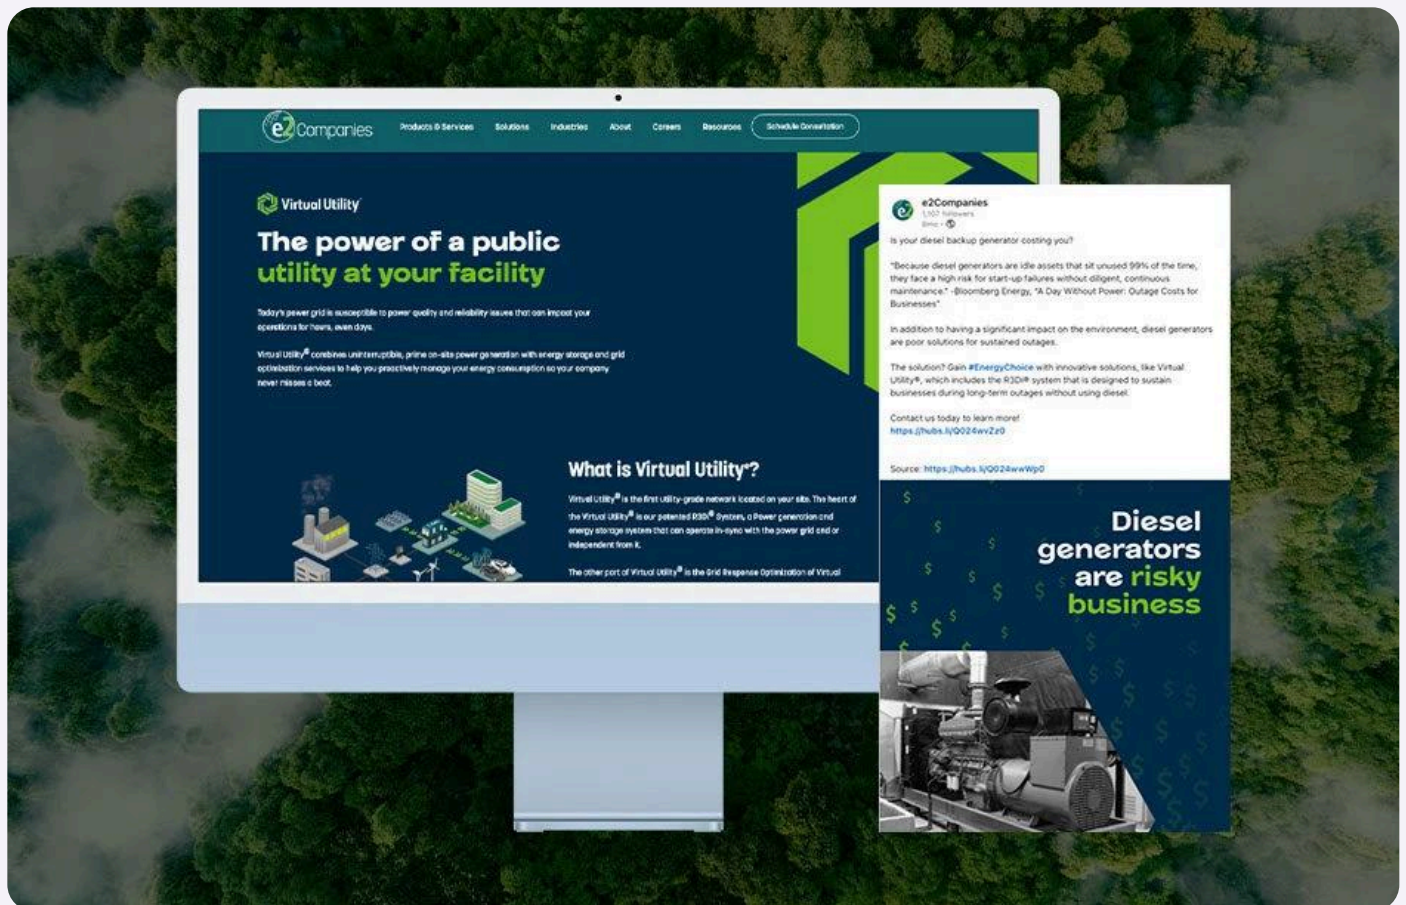 e2Companies
Products & Services
Solutions
Industries
About
Careers
Resources
Schedule Consultation
Virtual Utility
The power of a public
utility at your facility
Today's power grid is susceptible to power quality and reliability issues that can impact your
operations for hours, even days.
Virtual Utility® combines uninterruptible, prime on-site power generation with energy storage and grid
optimization services to help you proactively manage your energy consumption so your company
never misses a beat.
What is Virtual Utility®?
Virtual Utility® is the first utility-grade network located on your site. The heart of
the Virtual Utility® is our patented R3Di® System, a Power generation and
energy storage system that can operate in-sync with the power grid and or
independent from it.
The other part of Virtual Utility® is the Grid Response Optimization of Virtual
e2
e2Companies
1,107 followers
Is your diesel backup generator costing you?
"Because diesel generators are idle assets that sit unused 99% of the time,
they face a high risk for start-up failures without diligent, continuous
maintenance." -Bloomberg Energy, "A Day Without Power: Outage Costs for
Businesses"
In addition to having a significant impact on the environment, diesel generators
are poor solutions for sustained outages.
The solution? Gain #EnergyChoice with innovative solutions, like Virtual
Utility®, which includes the R3Di® system that is designed to sustain
businesses during long-term outages without using diesel.
Contact us today to learn more!
https://hubs.li/Q024wvZz0
Source: https://hubs.li/Q024wwWp0
Diesel
generators
are risky
business